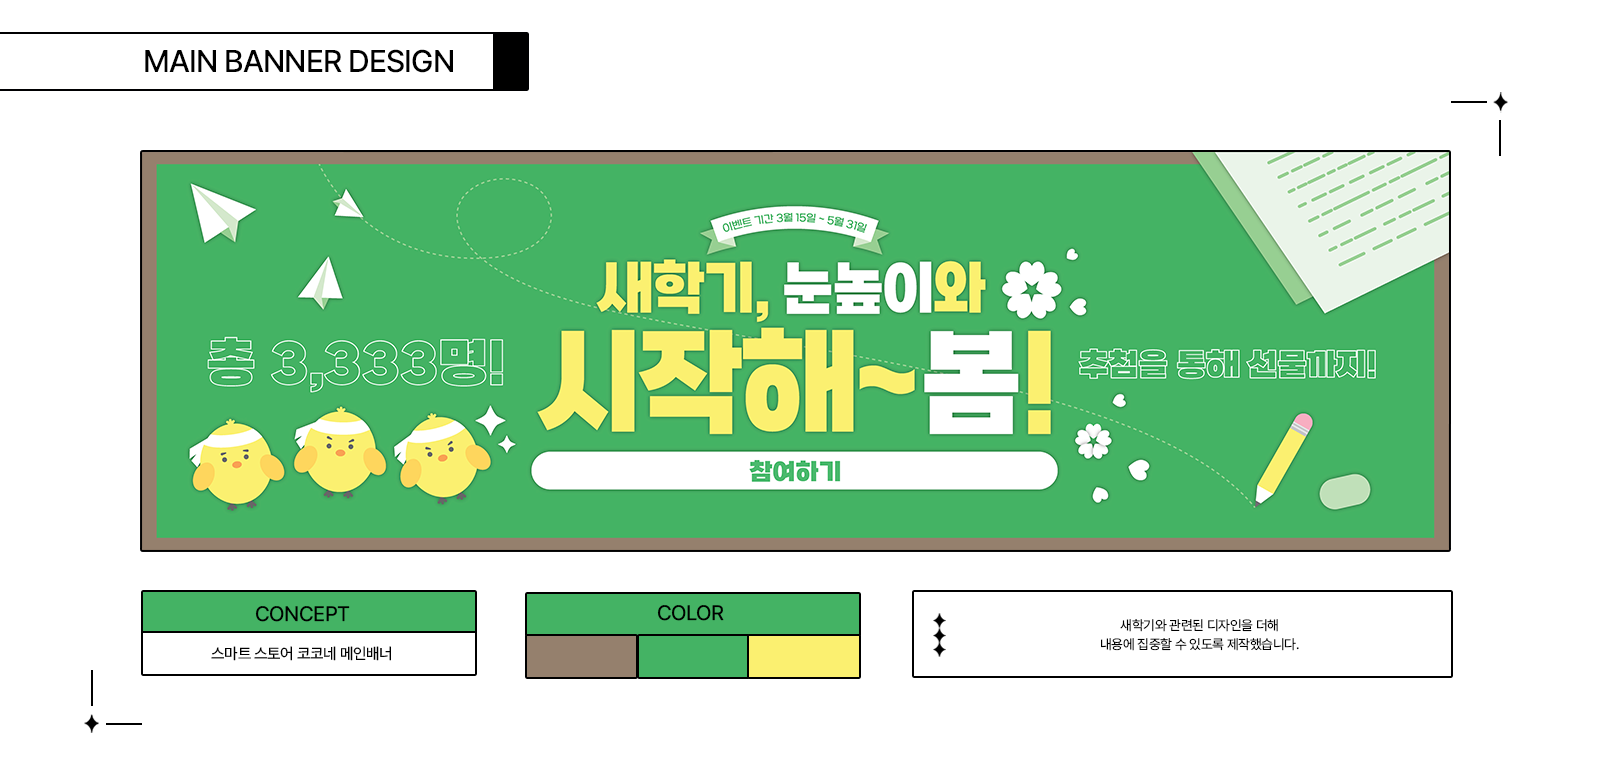 MAIN BANNER DESIGN
이벤트 기간 3월 15일 ~ 5월 31일
새학기, 눈높이와
시작해~봄!
총 3,333명!
추첨을 통해 선물까지!
참여하기
CONCEPT
스마트 스토어 코코네 메인배너
COLOR
새학기와 관련된 디자인을 더해
내용에 집중할 수 있도록 제작했습니다.